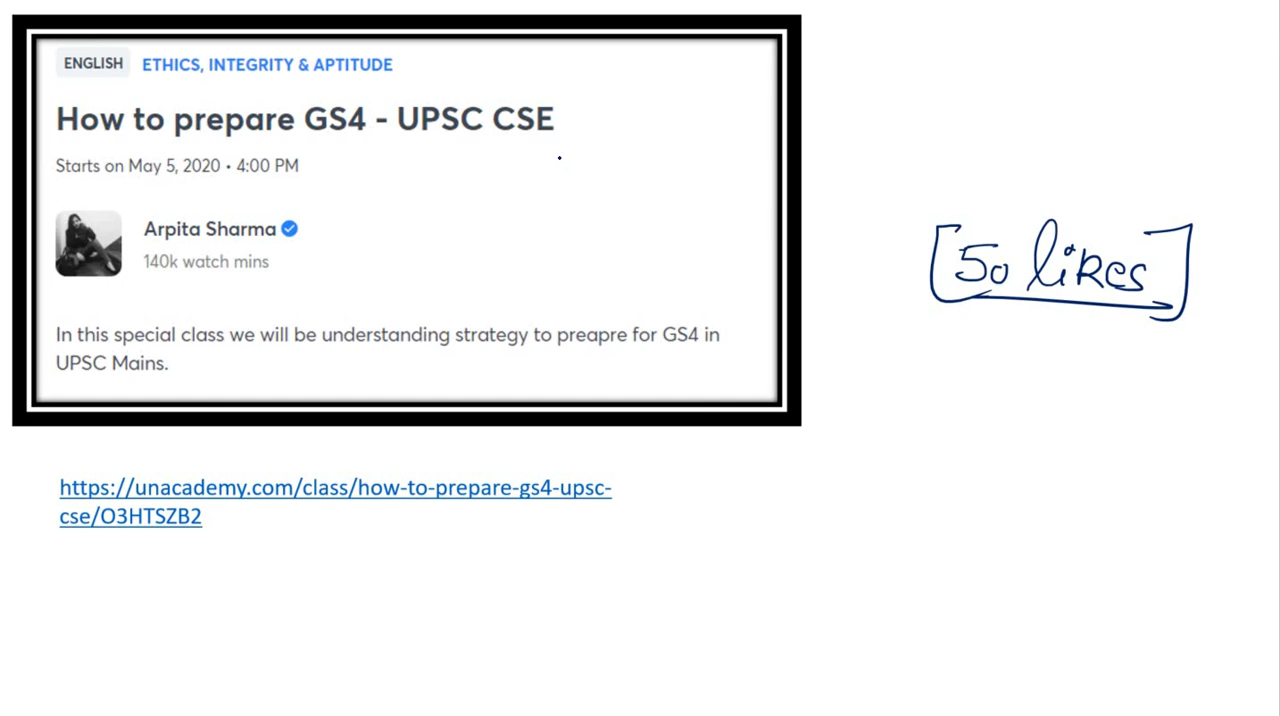 ENGLISH ETHICS, INTEGRITY & APTITUDE
How to prepare GS4 - UPSC CSE
Starts on May 5, 2020 • 4:00 PM
Arpita Sharma
140k watch mins
In this special class we will be understanding strategy to preapre for GS4 in
UPSC Mains.
[50 likes]
https://unacademy.com/class/how-to-prepare-gs4-upsc-
cse/O3HTSZB2